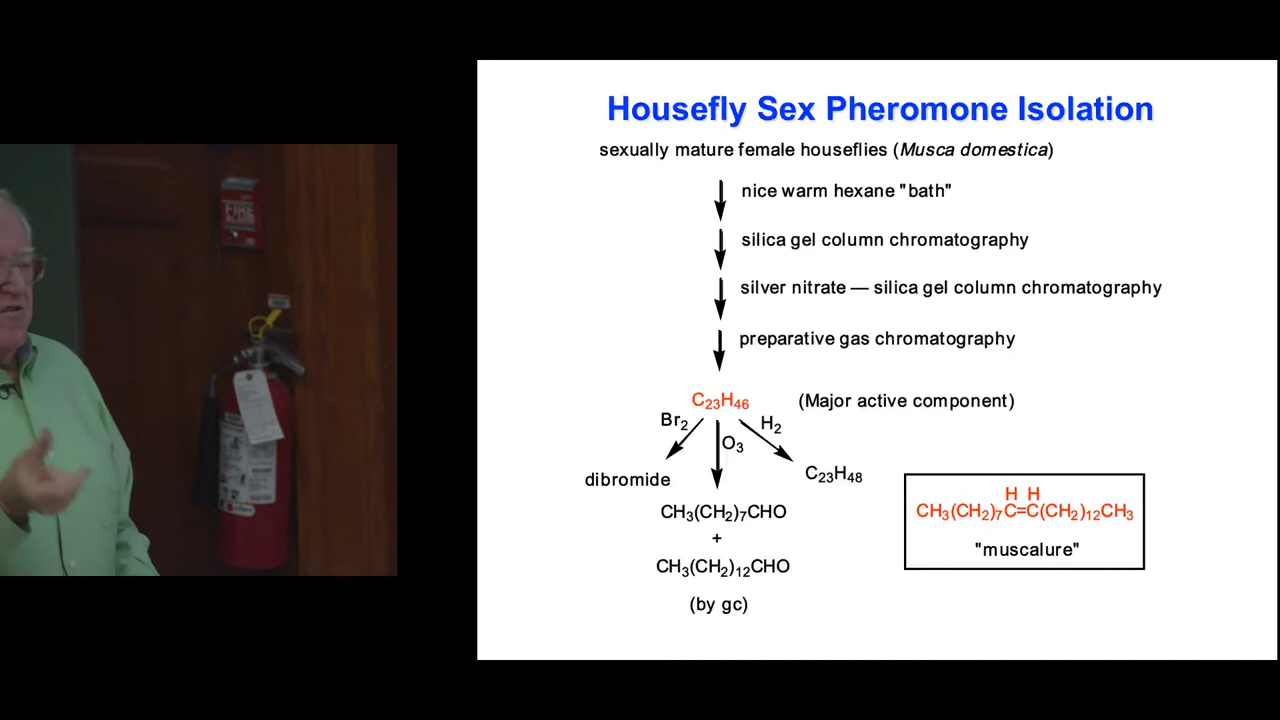 Housefly Sex Pheromone Isolation
sexually mature female houseflies (Musca domestica)
nice warm hexane "bath"
silica gel column chromatography
silver nitrate — silica gel column chromatography
preparative gas chromatography
C₂₃H₄₆
(Major active component)
Br₂
O₃
H₂
dibromide
C₂₃H₄₈
CH₃(CH₂)₇CHO
+
CH₃(CH₂)₁₂CHO
(by gc)
H H
CH₃(CH₂)₇C=C(CH₂)₁₂CH₃
"muscalure"
FIRE